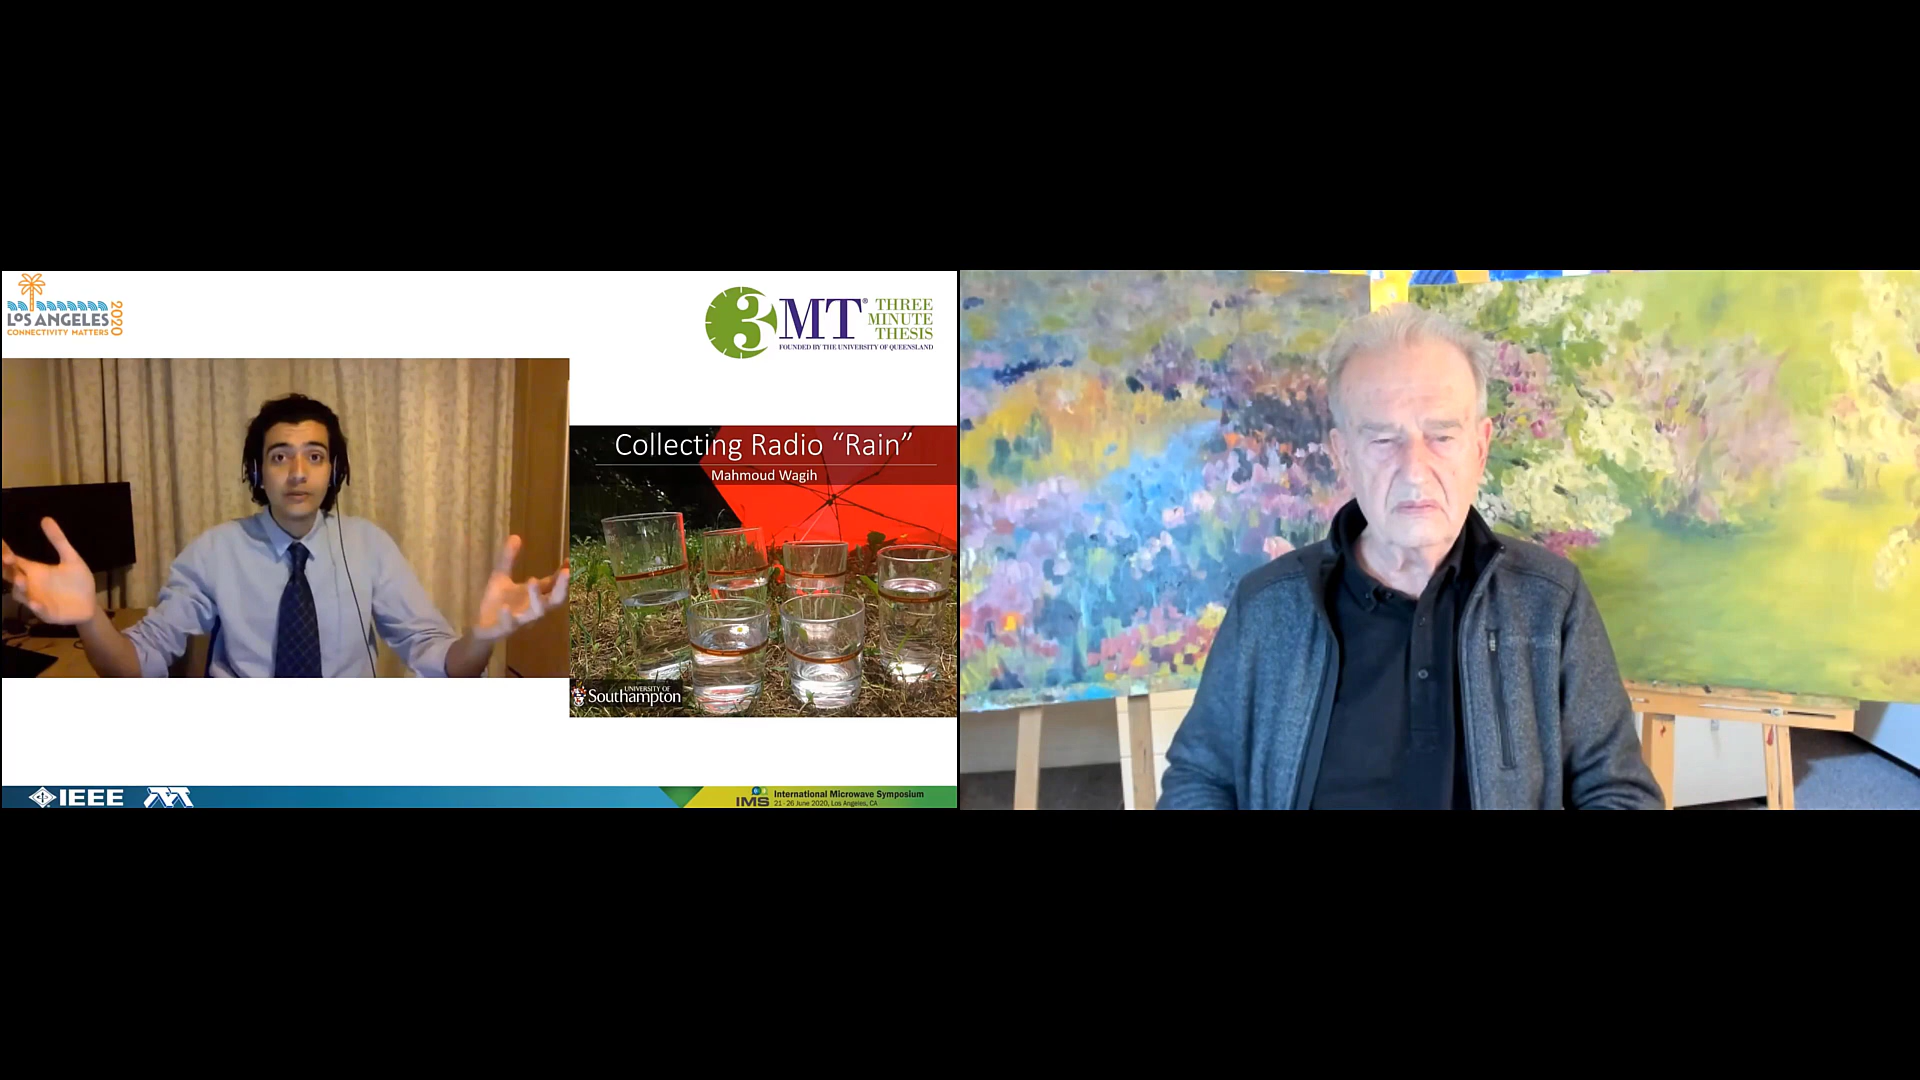 LOS ANGELES
2020
CONNECTIVITY MATTERS
3MT® THREE
MINUTE
THESIS
FOUNDED BY THE UNIVERSITY OF QUEENSLAND
Collecting Radio “Rain”
Mahmoud Wagih
UNIVERSITY OF
Southampton
IEEE
IMS
International Microwave Symposium
21-26 June 2020, Los Angeles, CA